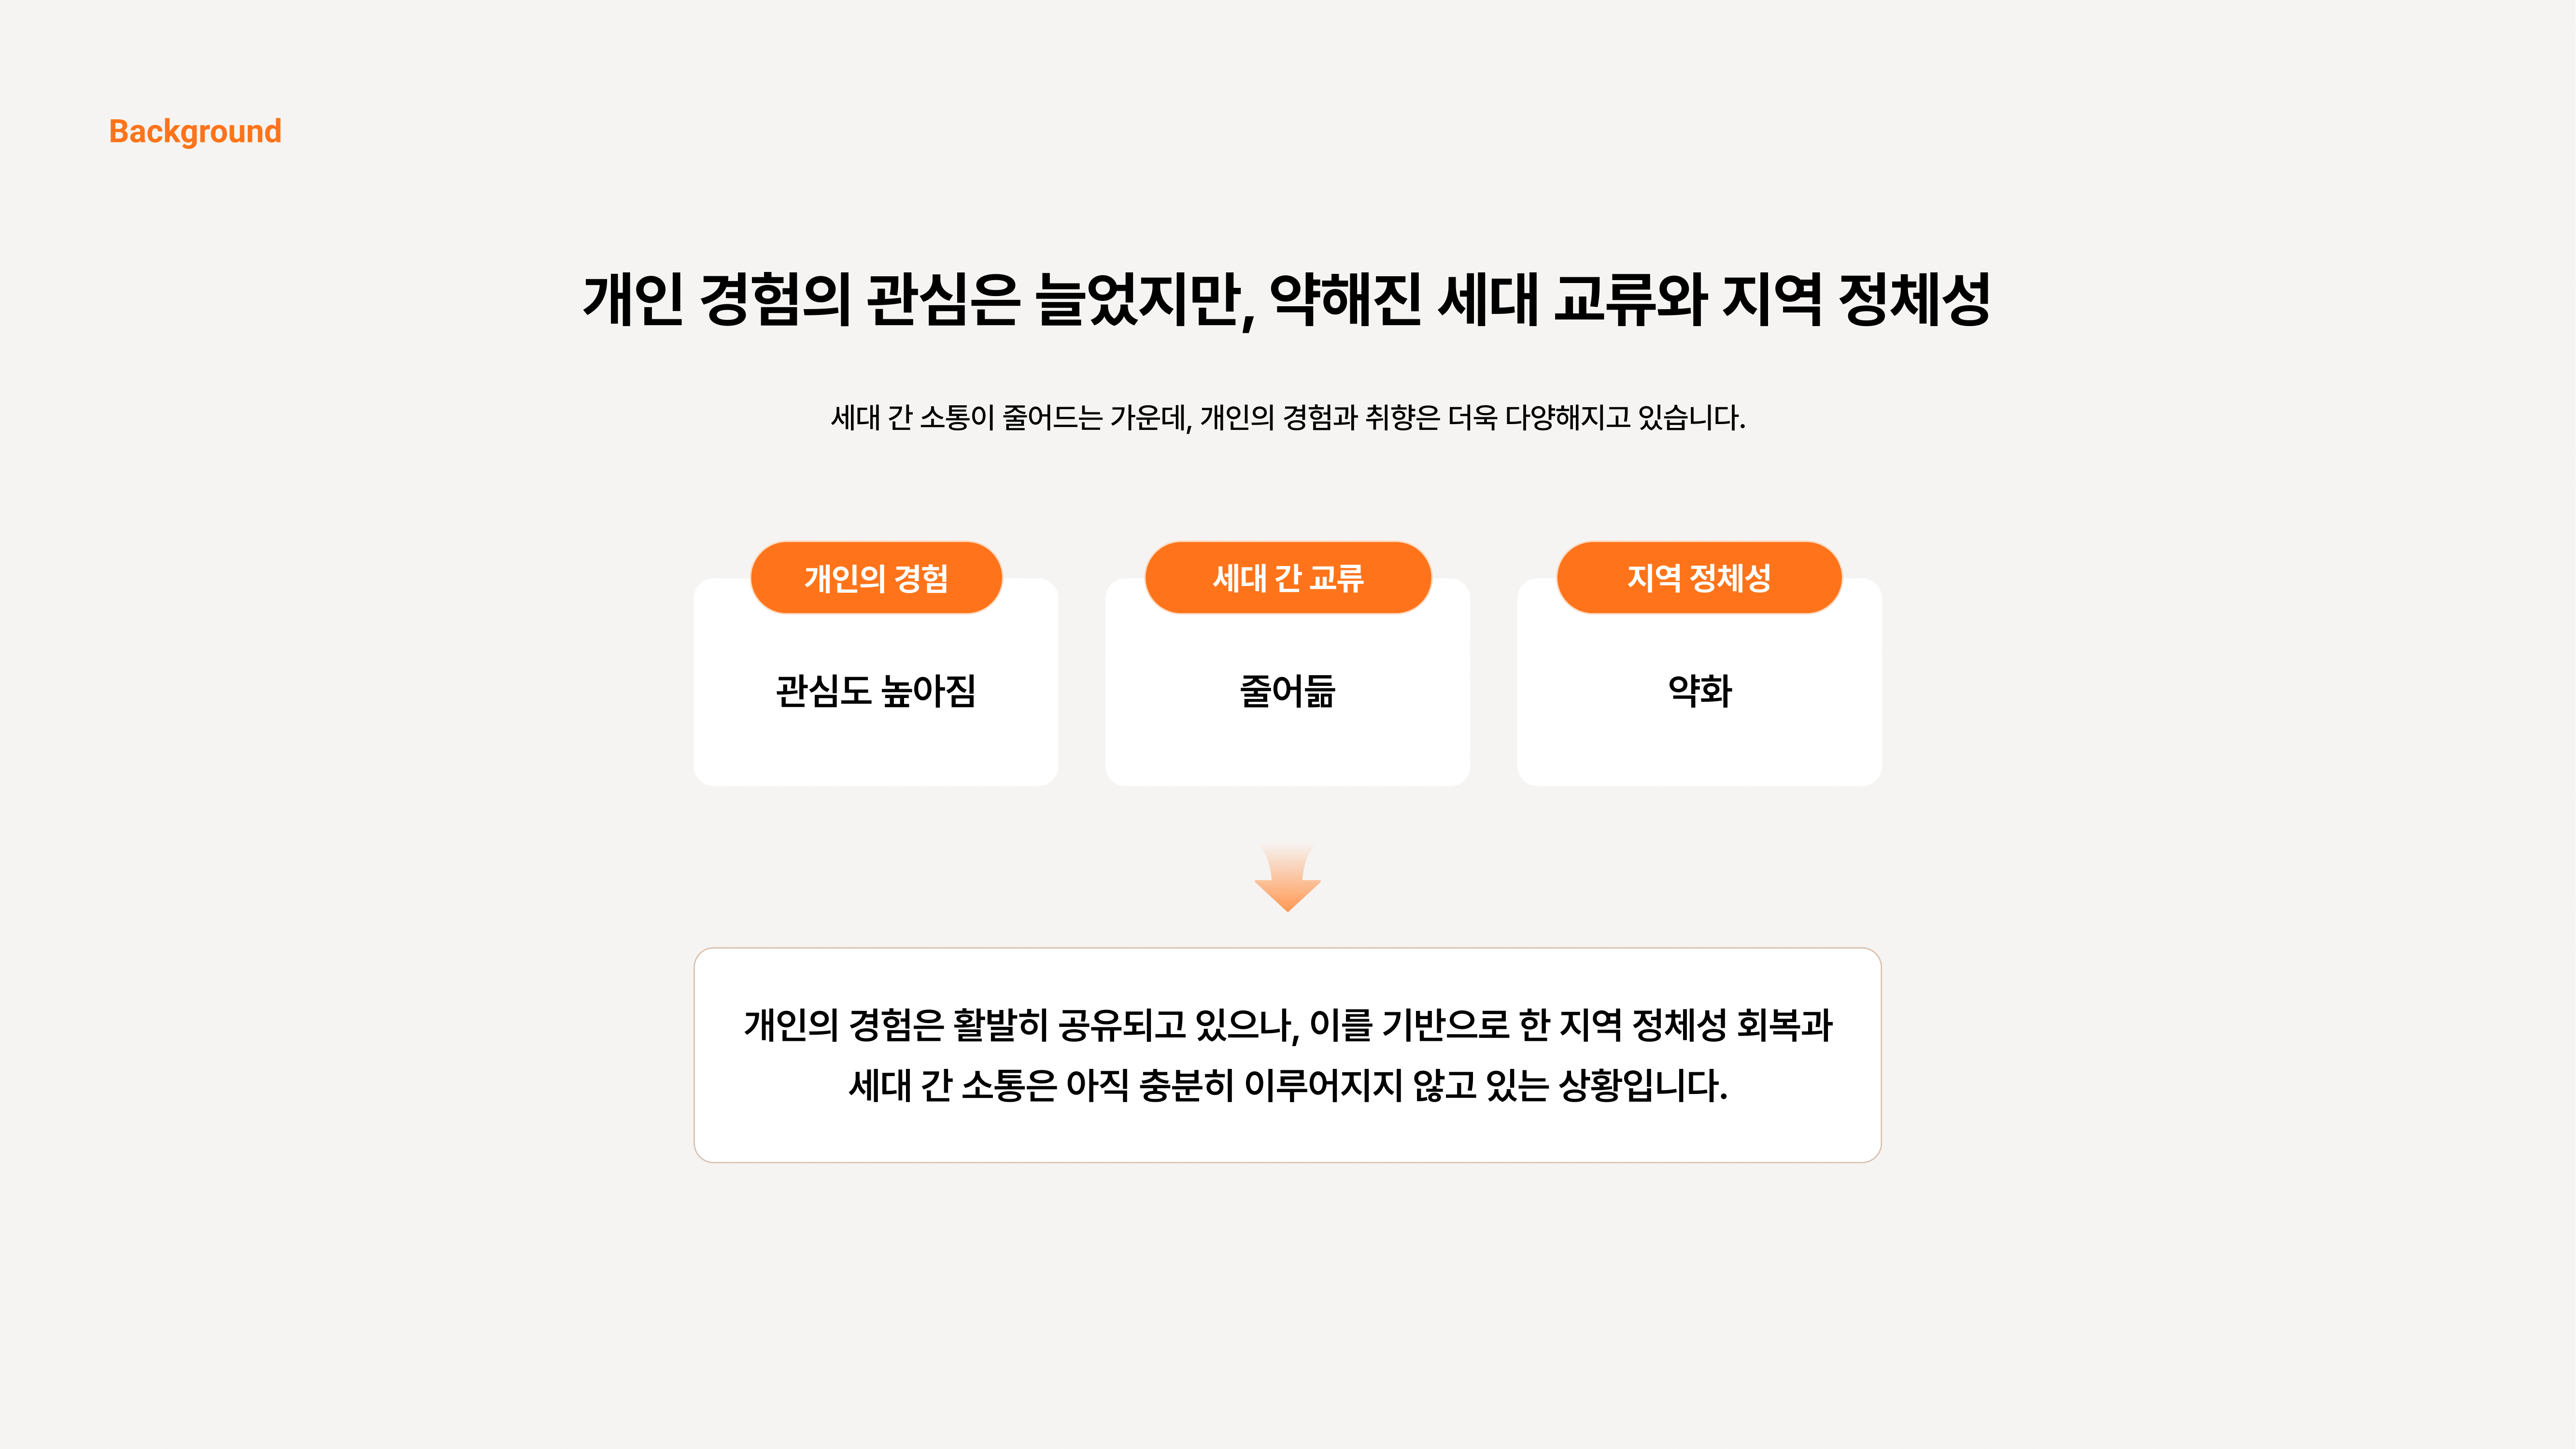 Background
개인 경험의 관심은 늘었지만, 약해진 세대 교류와 지역 정체성
세대 간 소통이 줄어드는 가운데, 개인의 경험과 취향은 더욱 다양해지고 있습니다.
개인의 경험
관심도 높아짐
세대 간 교류
줄어듦
지역 정체성
약화
개인의 경험은 활발히 공유되고 있으나, 이를 기반으로 한 지역 정체성 회복과
세대 간 소통은 아직 충분히 이루어지지 않고 있는 상황입니다.